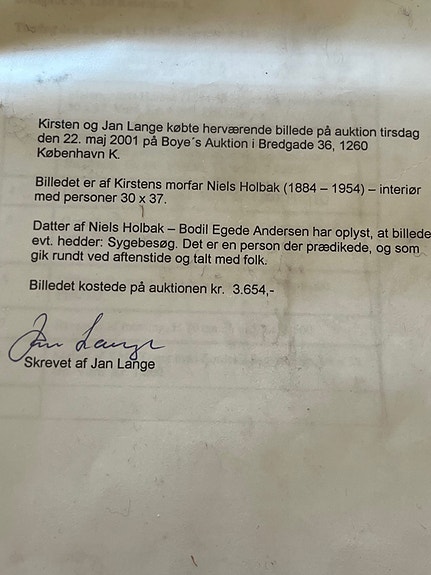 Kirsten og Jan Lange købte herværende billede på auktion tirsdag
den 22. maj 2001 på Boye´s Auktion i Bredgade 36, 1260
København K.
Billedet er af Kirstens morfar Niels Holbak (1884 – 1954) – interiør
med personer 30 x 37.
Datter af Niels Holbak – Bodil Egede Andersen har oplyst, at billede
evt. hedder: Sygebesøg. Det er en person der prædikede, og som
gik rundt ved aftenstide og talt med folk.
Billedet kostede på auktionen kr. 3.654,-
Jan Lange
Skrevet af Jan Lange